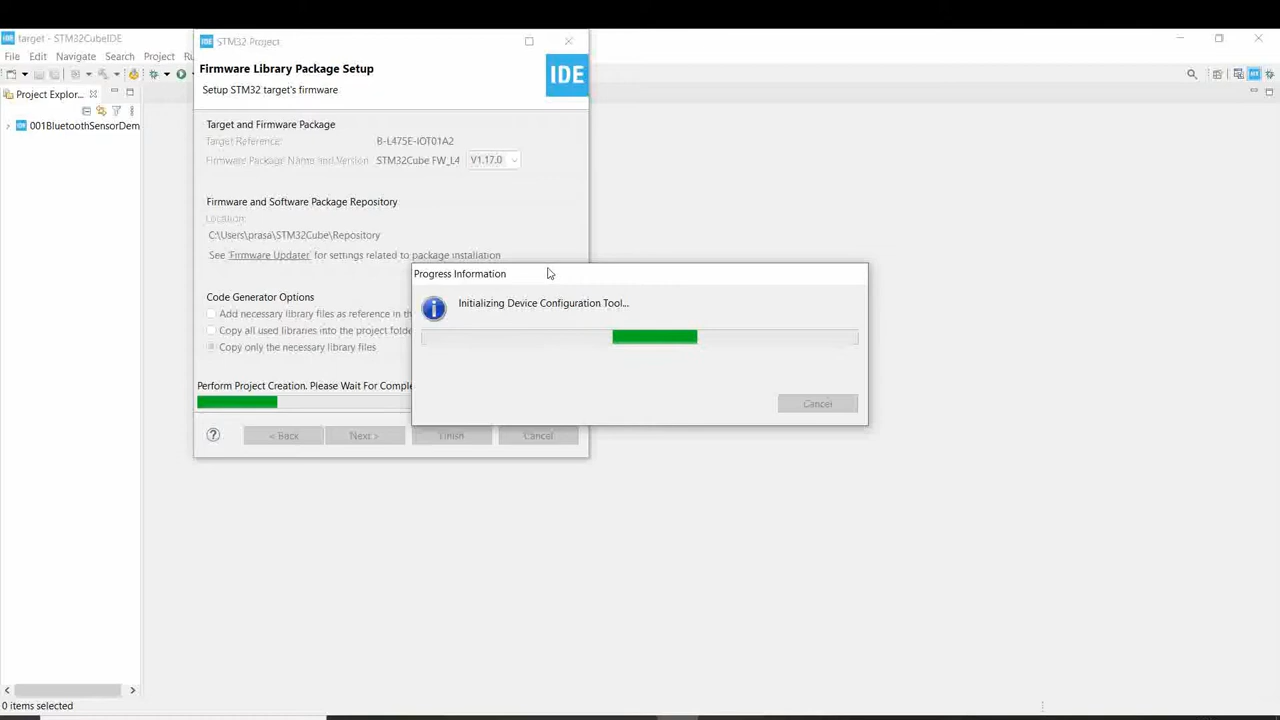 IDE target - STM32CubeIDE
File Edit Navigate Search Project Ru
Project Explor...
001BluetoothSensorDem
IDE STM32 Project
Firmware Library Package Setup
Setup STM32 target's firmware
IDE
Target and Firmware Package
Target Reference: B-L475E-IOT01A2
Firmware Package Name and Version STM32Cube FW_L4 V1.17.0
Firmware and Software Package Repository
Location:
C:\Users\prasa\STM32Cube\Repository
See 'Firmware Updater' for settings related to package installation
Code Generator Options
Add necessary library files as reference in th
Copy all used libraries into the project folde
Copy only the necessary library files
Perform Project Creation. Please Wait For Comple
? < Back Next > Finish Cancel
Progress Information
Initializing Device Configuration Tool...
Cancel
0 items selected